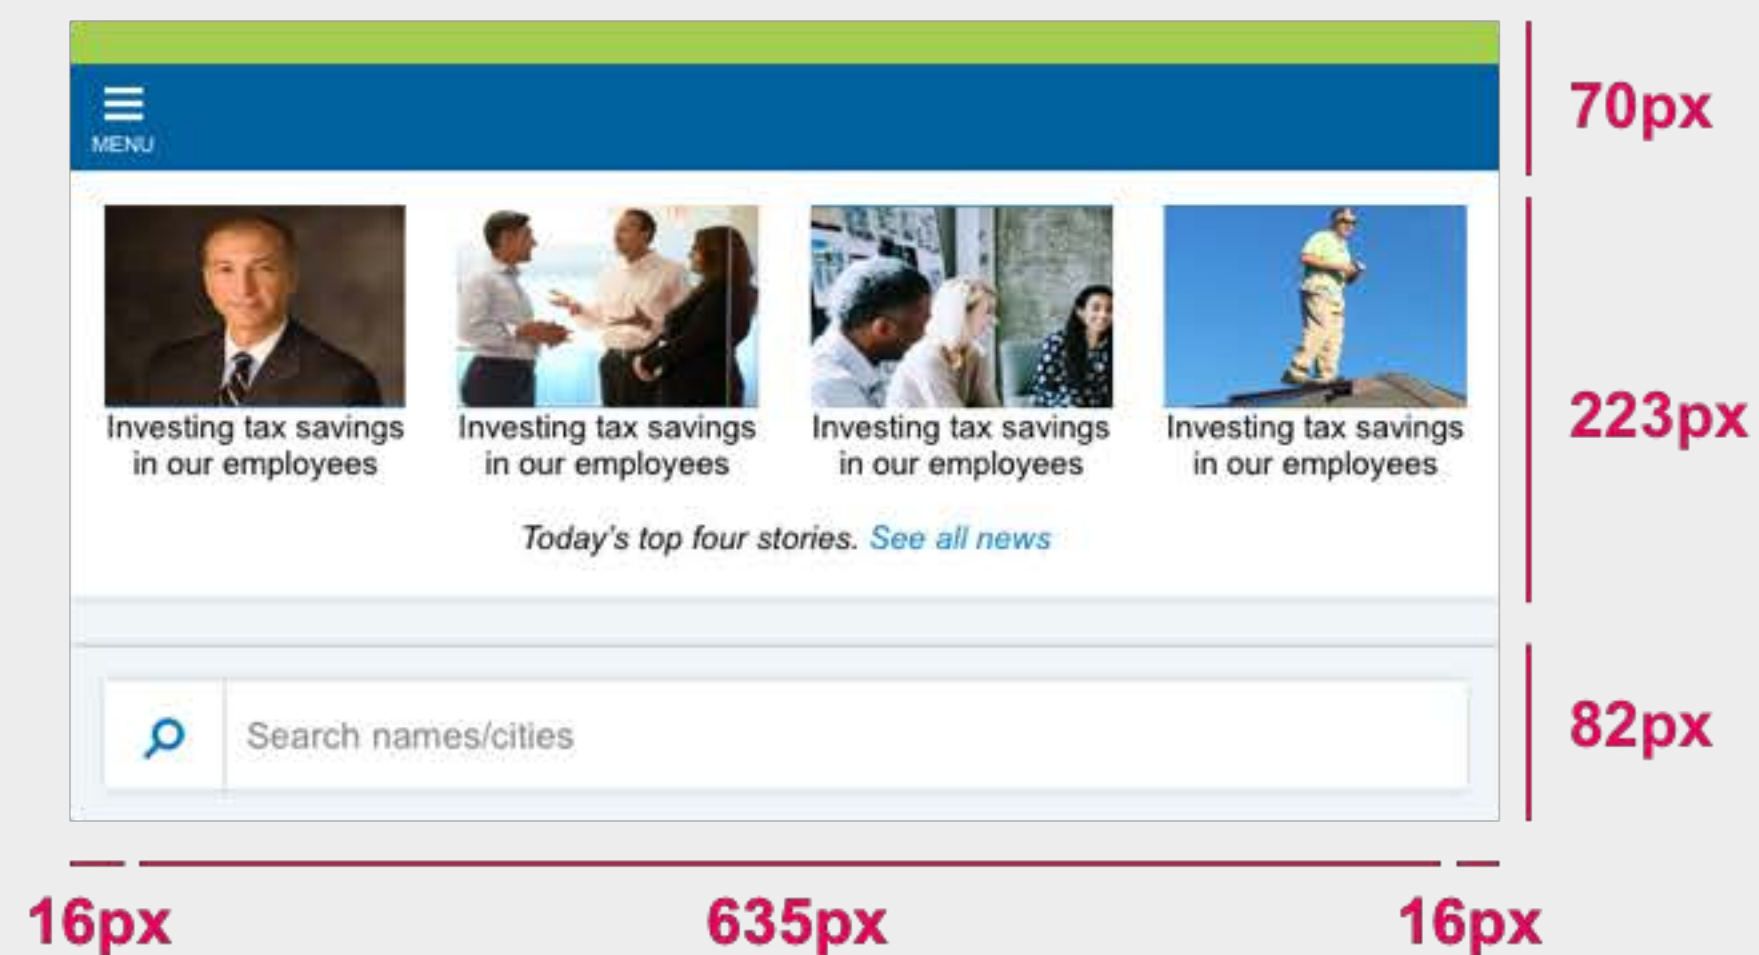 MENU
70px
Investing tax savings
in our employees
Investing tax savings
in our employees
Investing tax savings
in our employees
Investing tax savings
in our employees
223px
Today's top four stories. See all news
Search names/cities
82px
16px
635px
16px